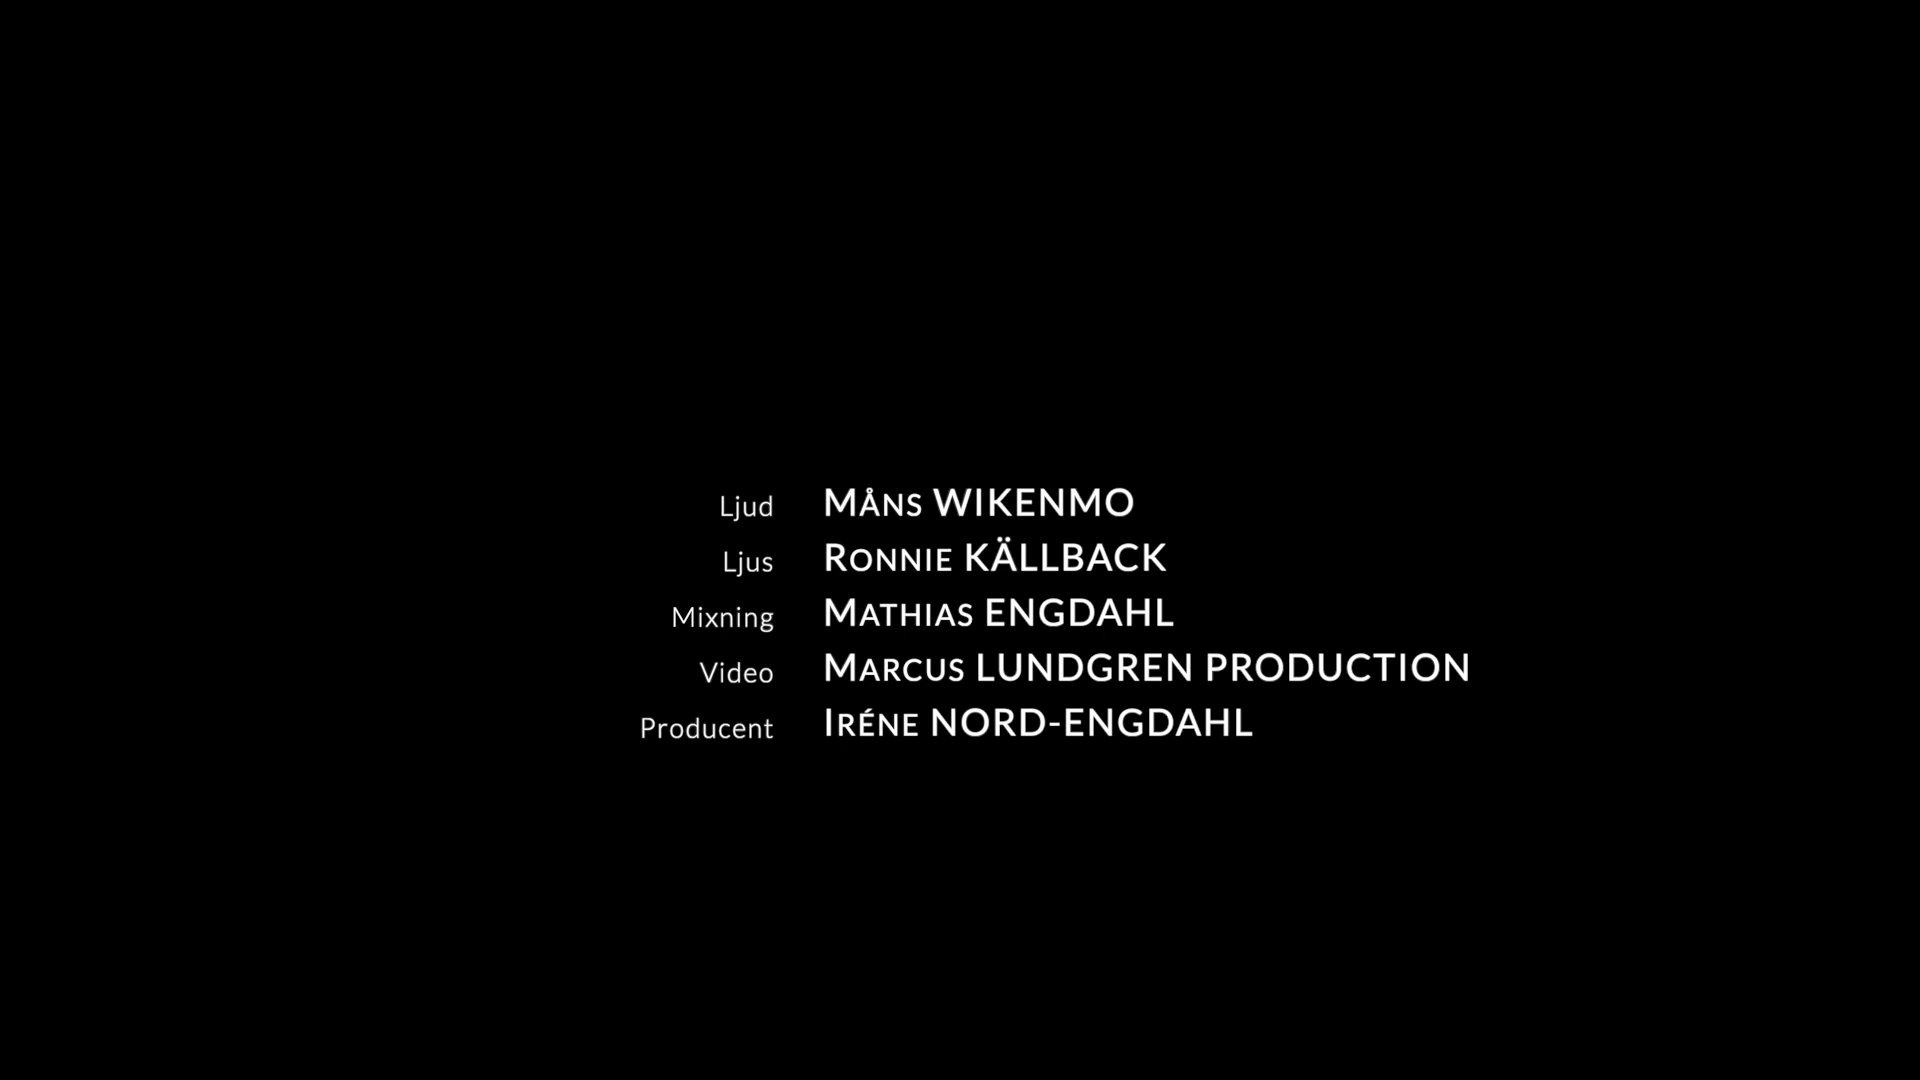 Ljud Måns WIKENMO
Ljus Ronnie KÄLLBACK
Mixning Mathias ENGDAHL
Video Marcus LUNDGREN PRODUCTION
Producent Iréne NORD-ENGDAHL